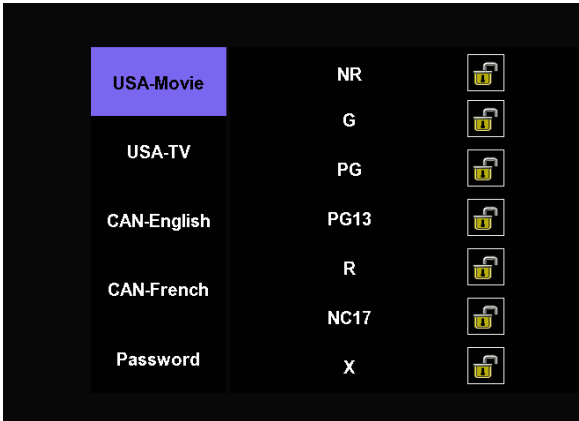 USA-Movie
USA-TV
CAN-English
CAN-French
Password
NR
G
PG
PG13
R
NC17
X